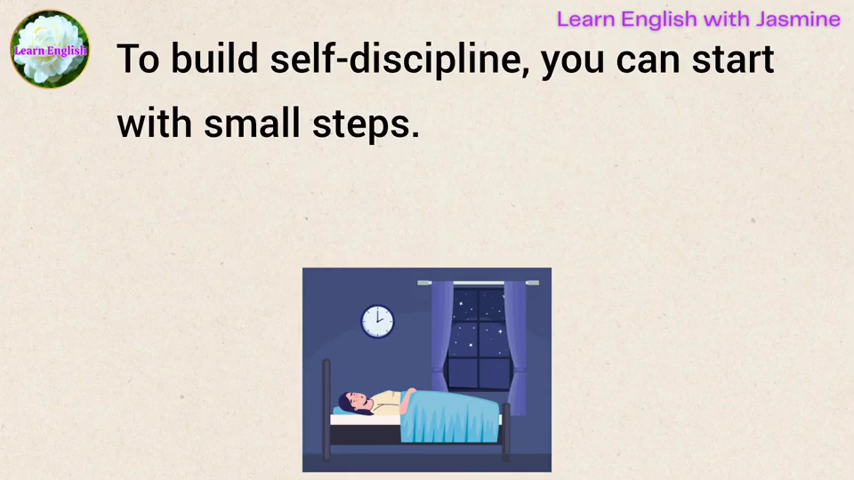 Learn English with Jasmine
Learn English
To build self-discipline, you can start
with small steps.